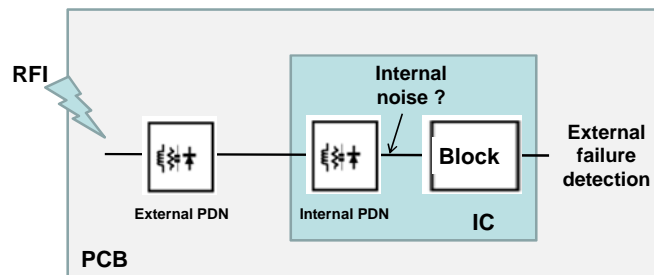 RFI
Internal
noise ?
Block
External
failure
detection
External PDN
Internal PDN
IC
PCB